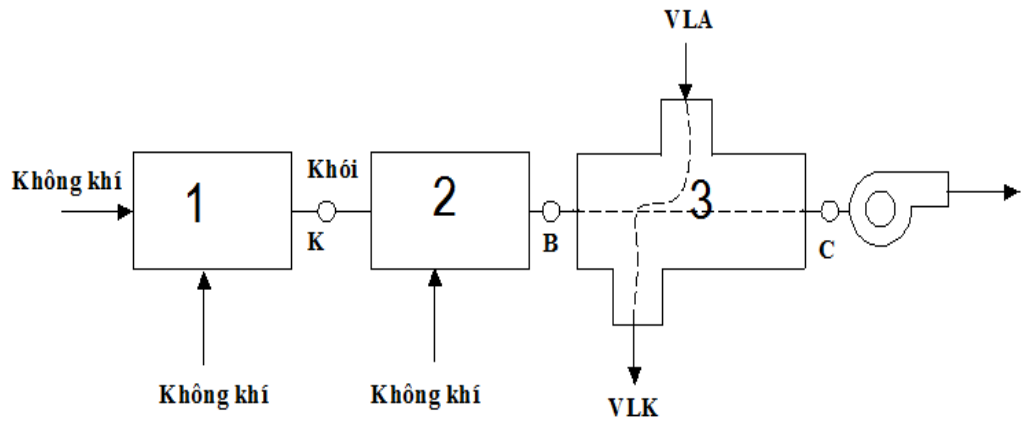 VLA
Không khí
1
Khói
K
2
B
3
C
Không khí
Không khí
VLK